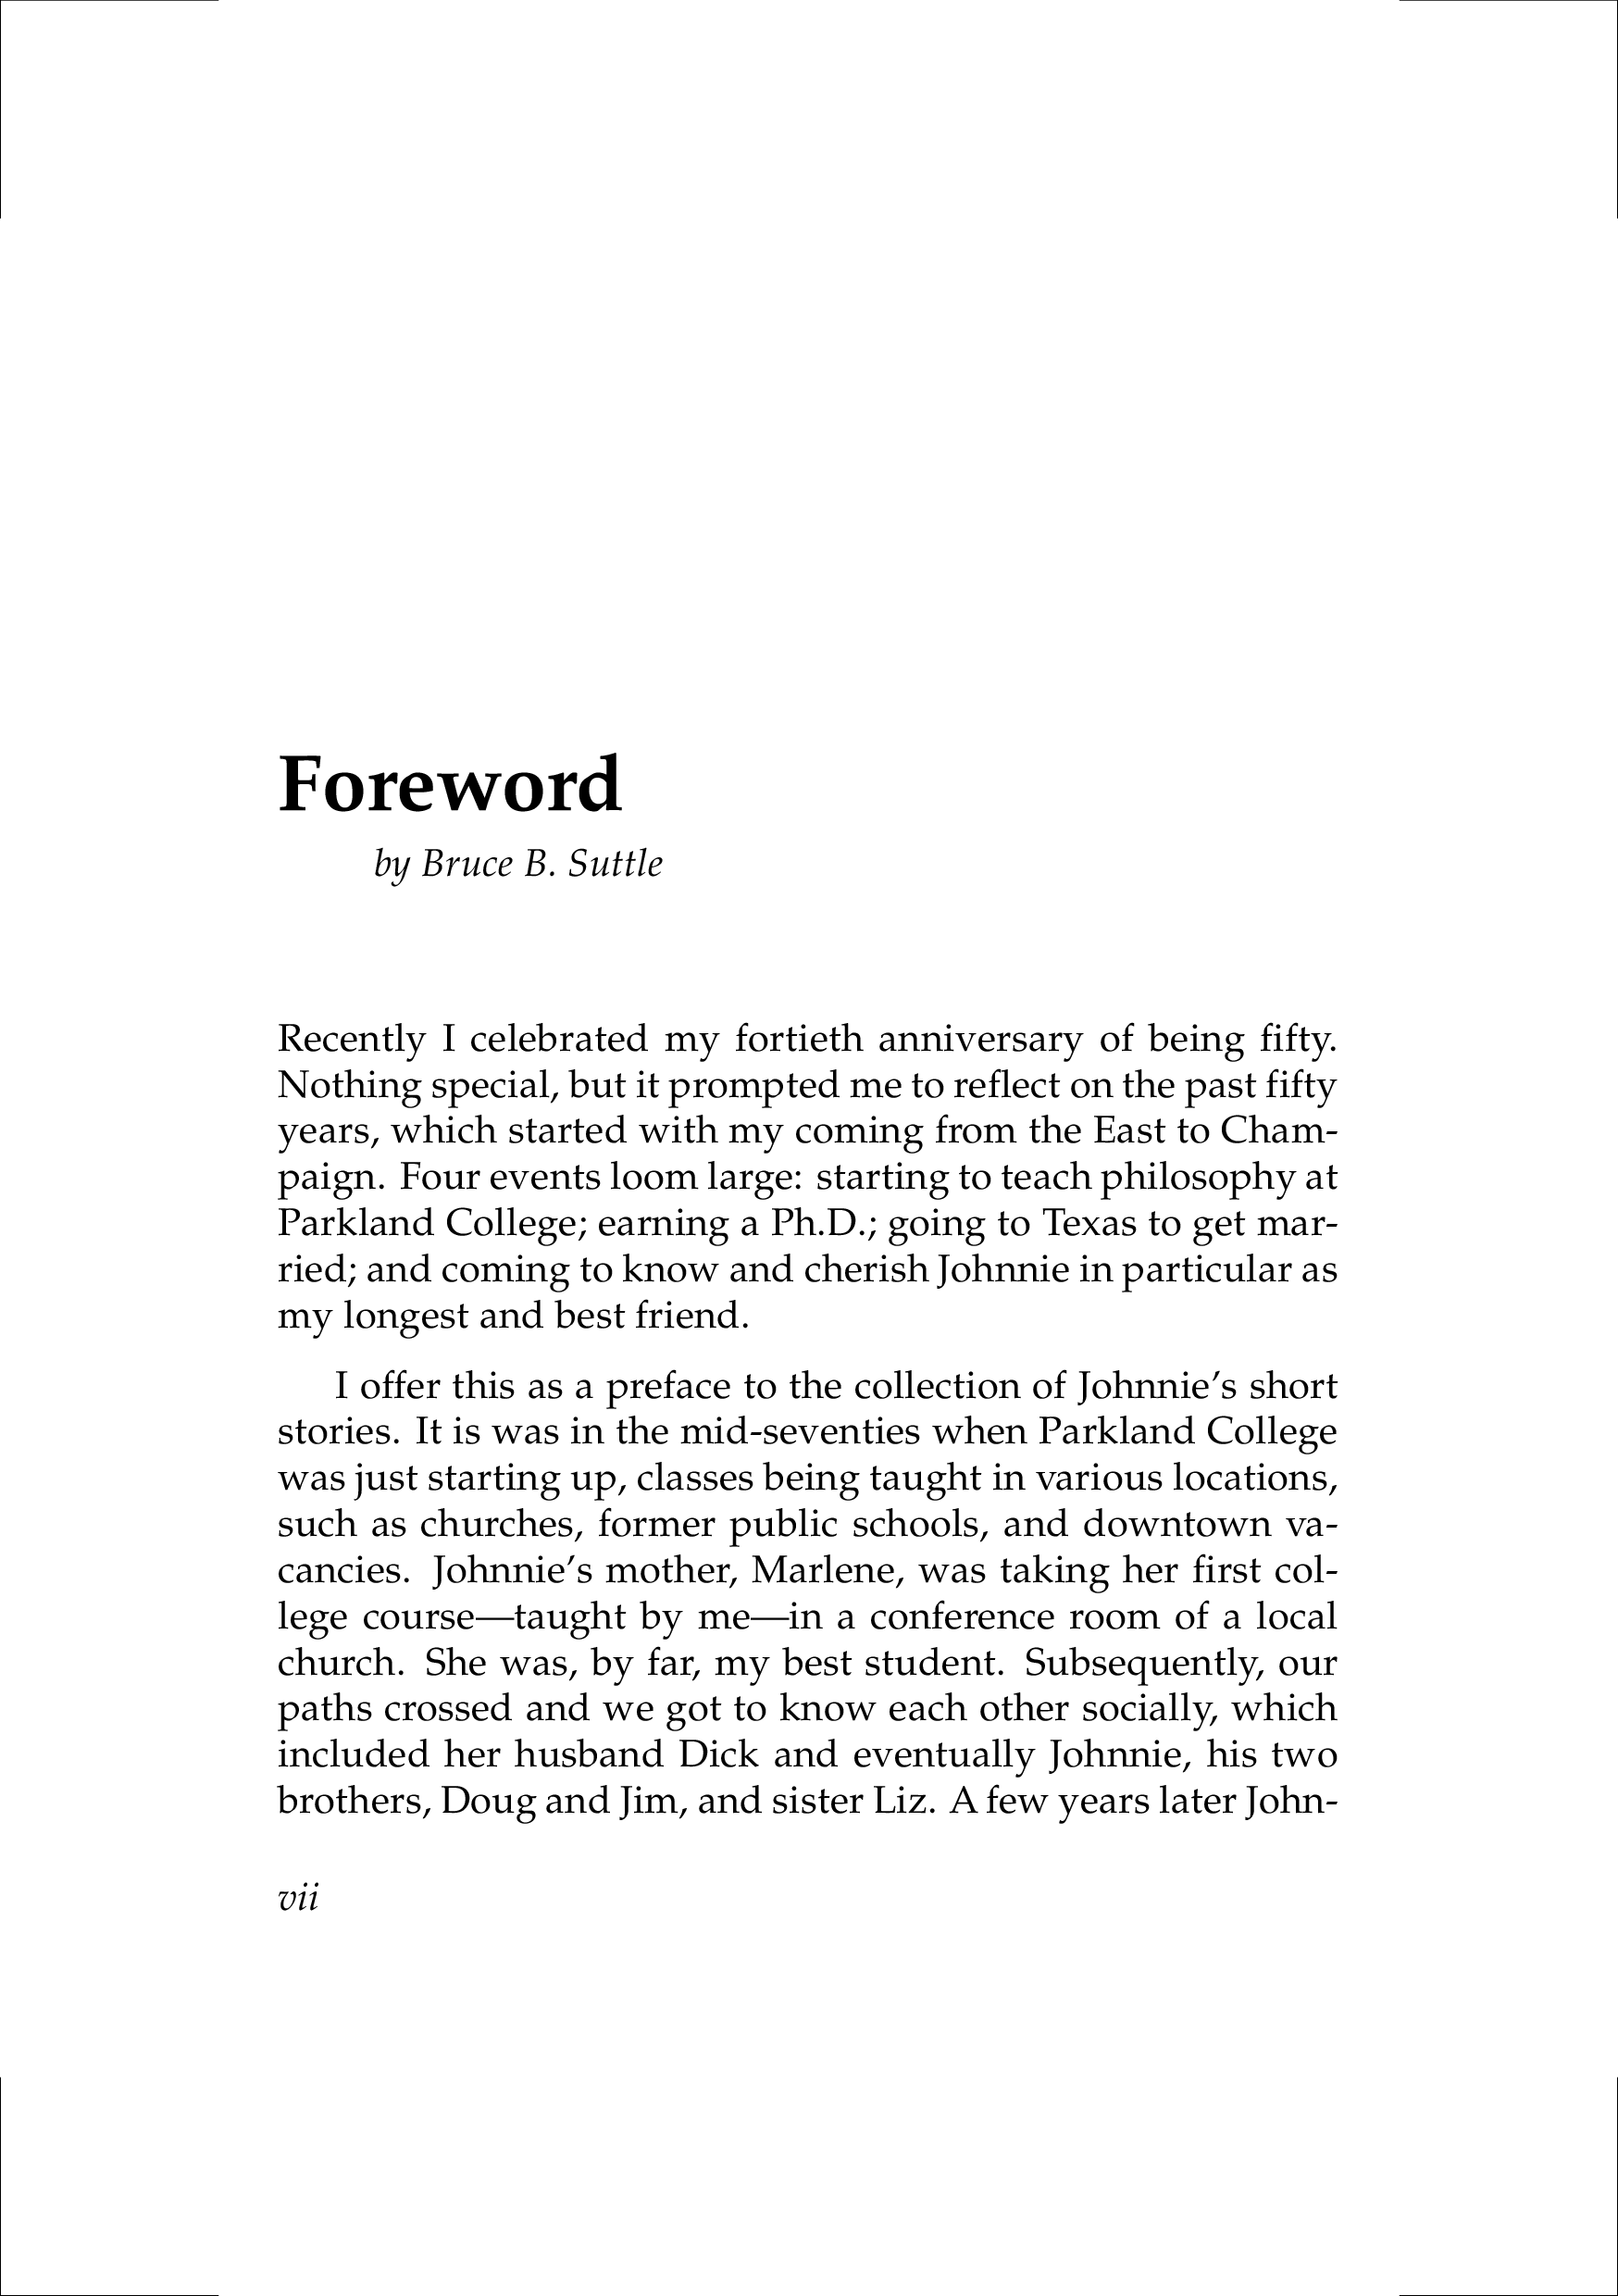 Foreword
by Bruce B. Suttle
Recently I celebrated my fortieth anniversary of being fifty.
Nothing special, but it prompted me to reflect on the past fifty
years, which started with my coming from the East to Cham-
paign. Four events loom large: starting to teach philosophy at
Parkland College; earning a Ph.D.; going to Texas to get mar-
ried; and coming to know and cherish Johnnie in particular as
my longest and best friend.
I offer this as a preface to the collection of Johnnie’s short
stories. It is was in the mid-seventies when Parkland College
was just starting up, classes being taught in various locations,
such as churches, former public schools, and downtown va-
cancies. Johnnie’s mother, Marlene, was taking her first col-
lege course—taught by me—in a conference room of a local
church. She was, by far, my best student. Subsequently, our
paths crossed and we got to know each other socially, which
included her husband Dick and eventually Johnnie, his two
brothers, Doug and Jim, and sister Liz. A few years later John-
vii